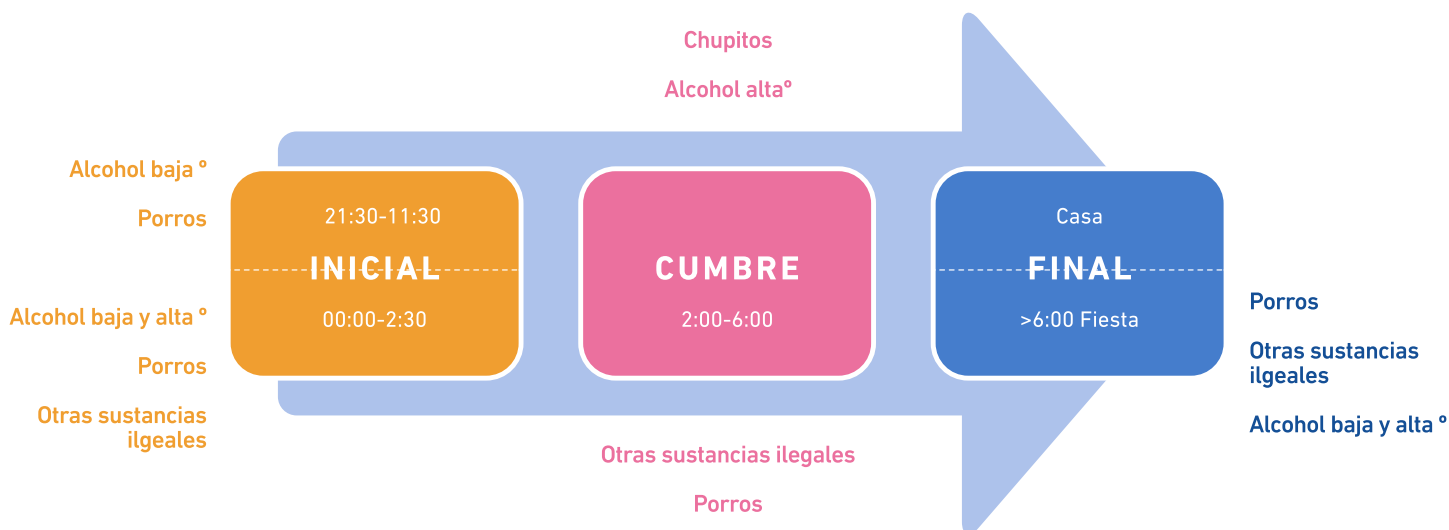 Chupitos
Alcohol altaº
Alcohol baja º
Porros
Alcohol baja y alta º
Porros
Otras sustancias
ilgeales
21:30-11:30
INICIAL
00:00-2:30
CUMBRE
2:00-6:00
Casa
FINAL
>6:00 Fiesta
Porros
Otras sustancias
ilgeales
Alcohol baja y alta º
Otras sustancias ilegales
Porros